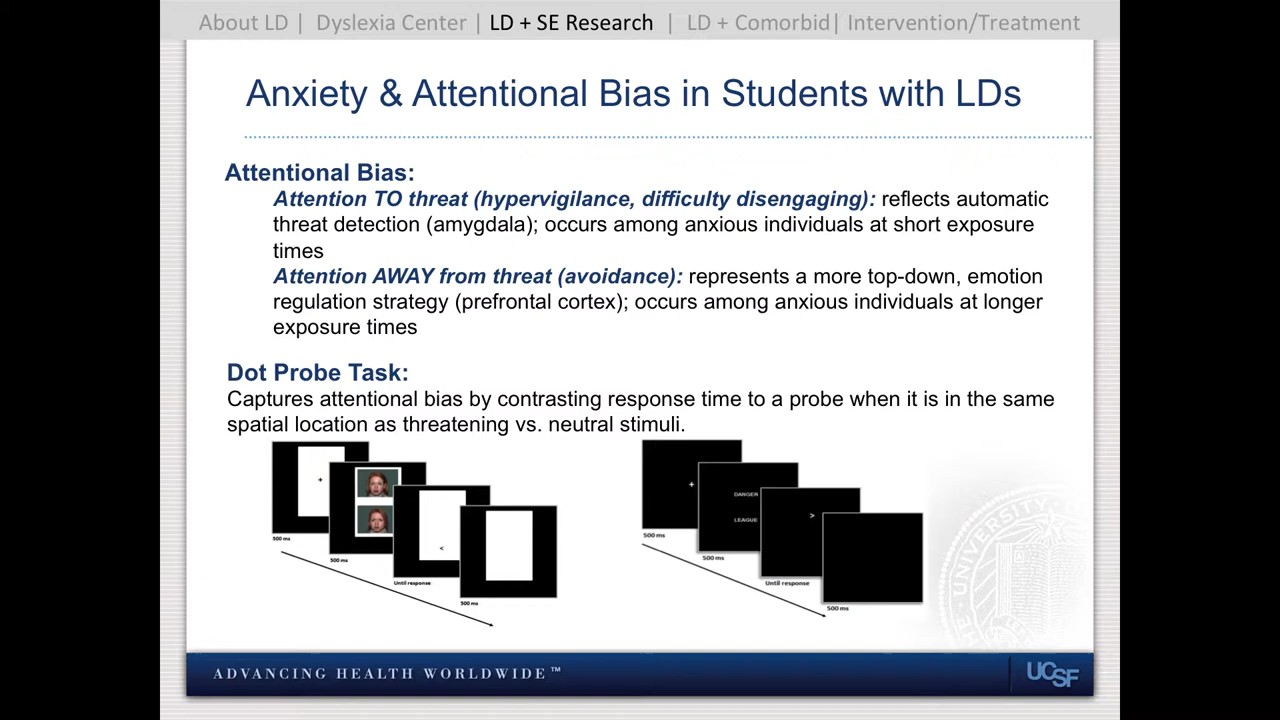 About LD | Dyslexia Center | LD + SE Research | LD + Comorbid| Intervention/Treatment
Anxiety & Attentional Bias in Students with LDs
Attentional Bias:
Attention TO threat (hypervigilance, difficulty disengaging): reflects automatic
threat detection (amygdala); occurs among anxious individuals at short exposure
times
Attention AWAY from threat (avoidance): represents a more top-down, emotion
regulation strategy (prefrontal cortex); occurs among anxious individuals at longer
exposure times
Dot Probe Task:
Captures attentional bias by contrasting response time to a probe when it is in the same
spatial location as threatening vs. neutral stimuli.
+
500 ms
500 ms
<
Until response
500 ms
+
500 ms
DANGER
LEAGUE
500 ms
>
Until response
500 ms
ADVANCING HEALTH WORLDWIDE™
UCSF